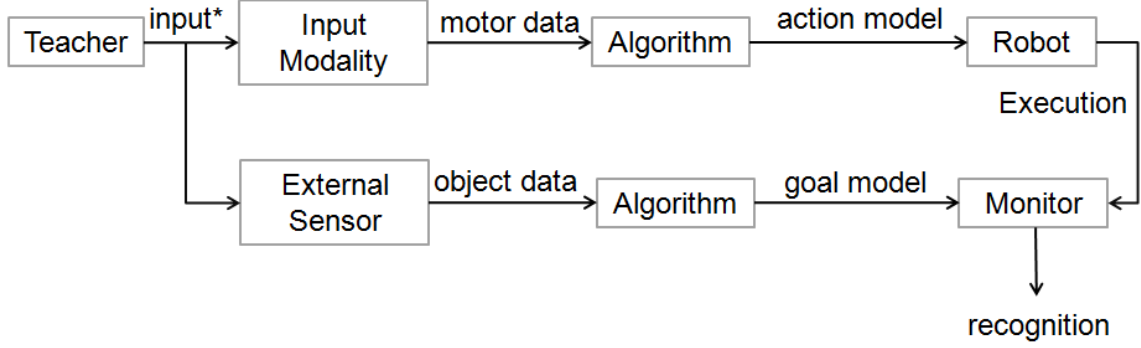 Teacher
input*
Input
Modality
motor data
Algorithm
action model
Robot
Execution
External
Sensor
object data
Algorithm
goal model
Monitor
recognition